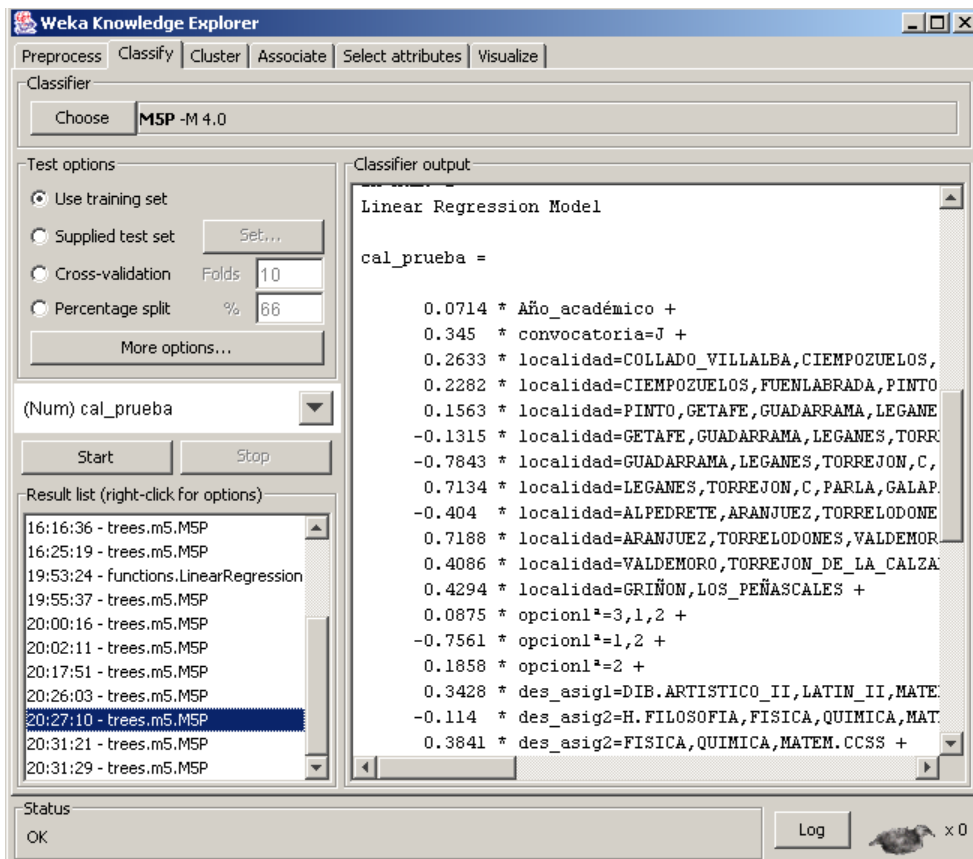 Weka Knowledge Explorer
Preprocess Classify Cluster Associate Select attributes Visualize
Classifier
Choose M5P -M 4.0
Test options
Use training set
Supplied test set Set...
Cross-validation Folds 10
Percentage split % 66
More options...
(Num) cal_prueba
Start Stop
Result list (right-click for options)
16:16:36 - trees.m5.M5P
16:25:19 - trees.m5.M5P
19:53:24 - functions.LinearRegression
19:55:37 - trees.m5.M5P
20:00:16 - trees.m5.M5P
20:02:11 - trees.m5.M5P
20:17:51 - trees.m5.M5P
20:26:03 - trees.m5.M5P
20:27:10 - trees.m5.M5P
20:31:21 - trees.m5.M5P
20:31:29 - trees.m5.M5P
Classifier output
Linear Regression Model
cal_prueba =
0.0714 * Año_académico +
0.345 * convocatoria=J +
0.2633 * localidad=COLLADO_VILLALBA,CIEMPOZUELOS,
0.2282 * localidad=CIEMPOZUELOS,FUENLABRADA,PINTO
0.1563 * localidad=PINTO,GETAFE,GUADARRAMA,LEGANE
-0.1315 * localidad=GETAFE,GUADARRAMA,LEGANES,TORR
-0.7843 * localidad=GUADARRAMA,LEGANES,TORREJON,C,
0.7134 * localidad=LEGANES,TORREJON,C,PARLA,GALAP
-0.404 * localidad=ALPEDRETE,ARANJUEZ,TORRELODONE
0.7188 * localidad=ARANJUEZ,TORRELODONES,VALDEMOR
0.4086 * localidad=VALDEMORO,TORREJON_DE_LA_CALZA
0.4294 * localidad=GRIÑON,LOS_PEÑASCALES +
0.0875 * opcion1ª=3,1,2 +
-0.7561 * opcion1ª=1,2 +
0.1858 * opcion1ª=2 +
0.3428 * des_asig1=DIB.ARTISTICO_II,LATIN_II,MATE
-0.114 * des_asig2=H.FILOSOFIA,FISICA,QUIMICA,MAT
0.3841 * des_asig2=FISICA,QUIMICA,MATEM.CCSS +
Status
OK
Log
x 0